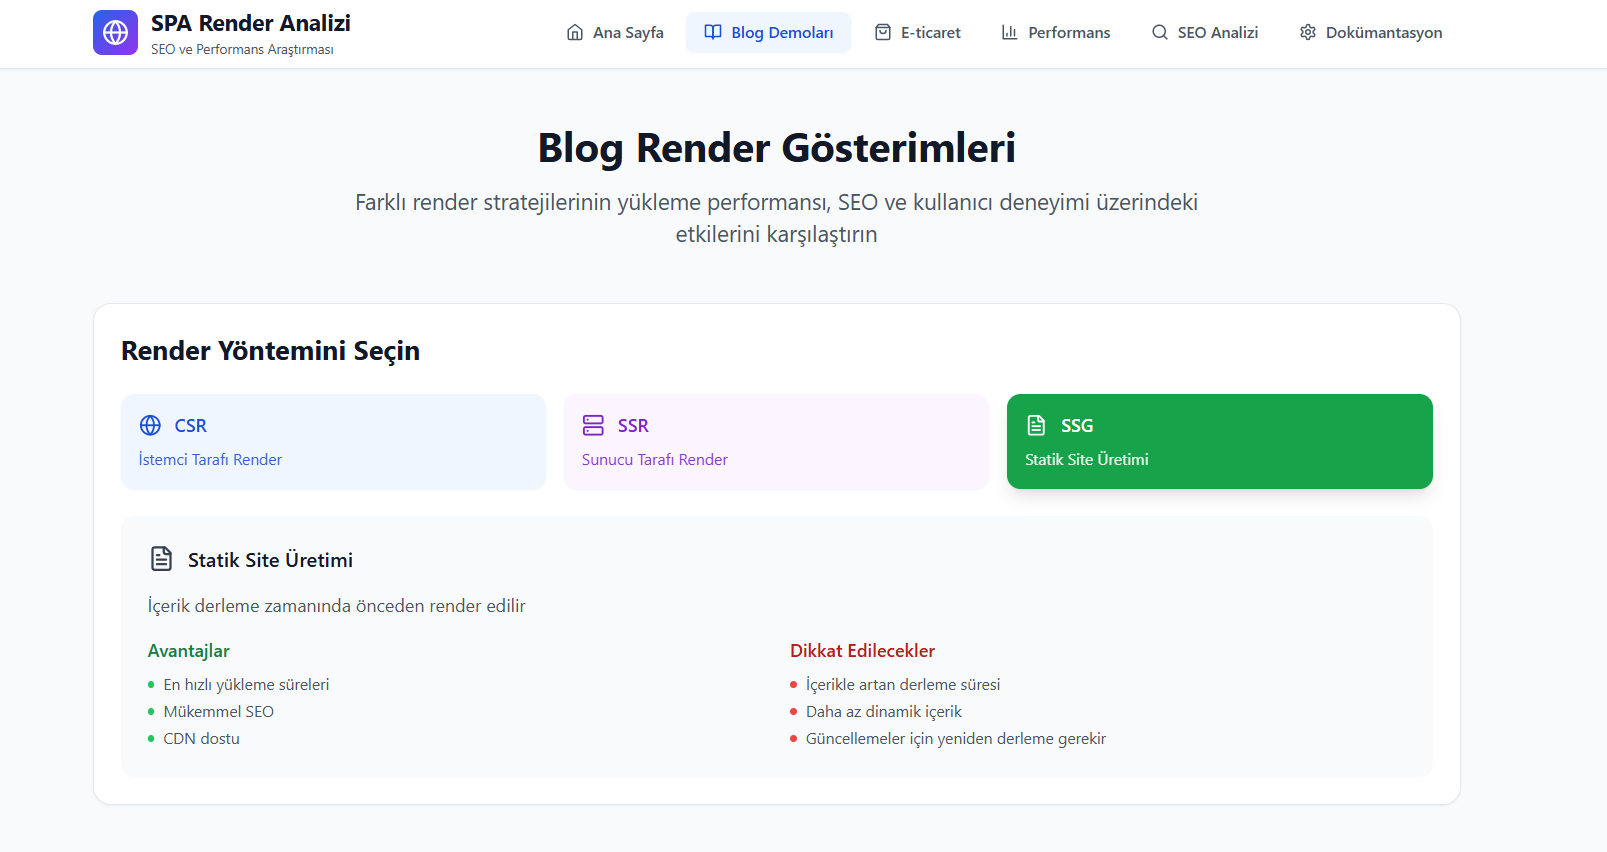 SPA Render Analizi
SEO ve Performans Araştırması
Ana Sayfa
Blog Demoları
E-ticaret
Performans
SEO Analizi
Dokümantasyon
Blog Render Gösterimleri
Farklı render stratejilerinin yükleme performansı, SEO ve kullanıcı deneyimi üzerindeki
etkilerini karşılaştırın
Render Yöntemini Seçin
CSR
İstemci Tarafı Render
SSR
Sunucu Tarafı Render
SSG
Statik Site Üretimi
Statik Site Üretimi
İçerik derleme zamanında önceden render edilir
Avantajlar
En hızlı yükleme süreleri
Mükemmel SEO
CDN dostu
Dikkat Edilecekler
İçerikle artan derleme süresi
Daha az dinamik içerik
Güncellemeler için yeniden derleme gerekir